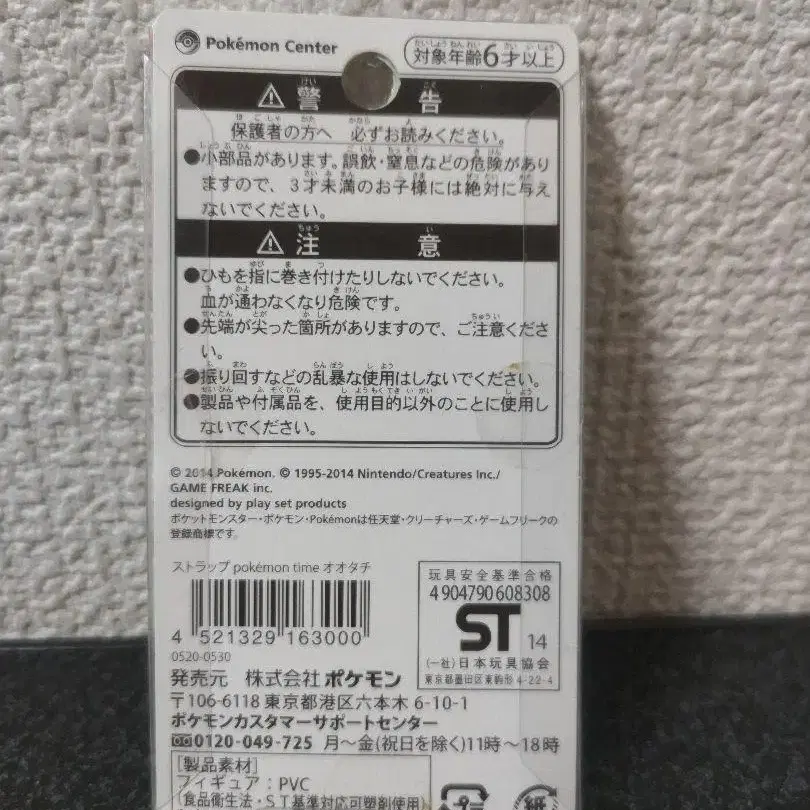 Pokémon Center
対象年齢6才以上
警告
保護者の方へ 必ずお読みください。
●小部品があります。誤飲・窒息などの危険があり
ますので、3才未満のお子様には絶対に与え
ないでください。
注意
●ひもを指に巻き付けたりしないでください。
血が通わなくなり危険です。
●先端が尖った箇所がありますので、ご注意くださ
い。
●振り回すなどの乱暴な使用はしないでください。
●製品や付属品を、使用目的以外のことに使用し
ないでください。
© 2014 Pokémon. © 1995-2014 Nintendo/Creatures Inc./
GAME FREAK inc.
designed by play set products
ポケットモンスター・ポケモン・Pokémonは任天堂・クリーチャーズ・ゲームフリークの
登録商標です。
ストラップ pokémon time オオタチ
4 521329 163000
0520-0530
玩具安全基準合格
4904790608308
ST 14
(一社)日本玩具協会
東京都墨田区東駒形4-22-4
発売元 株式会社ポケモン
〒106-6118 東京都港区六本木 6-10-1
ポケモンカスタマーサポートセンター
0120-049-725 月～金(祝日を除く)11時～18時
[製品素材]
フィギュア：PVC
(食品衛生法・ST基準対応可塑剤使用)
紙